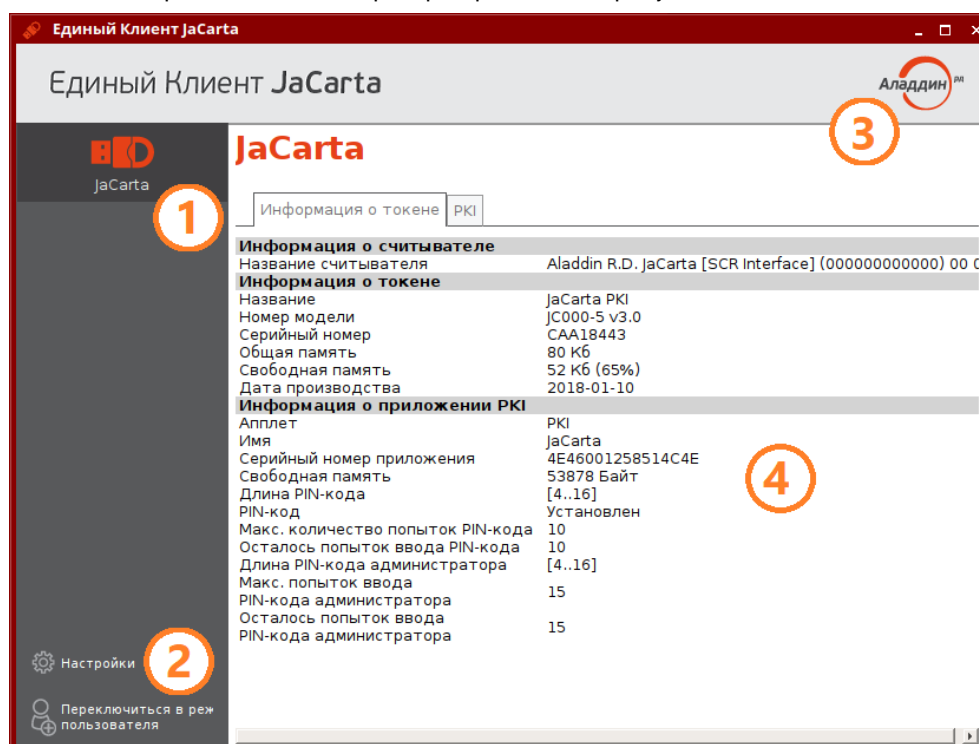 Единый Клиент JaCarta
Единый Клиент JaCarta
Аладдин РД
3
JaCarta
JaCarta
1
Информация о токене PKI
Информация о считывателе
Название считывателя Aladdin R.D. JaCarta [SCR Interface] (000000000000) 00 0
Информация о токене
Название JaCarta PKI
Номер модели JC000-5 v3.0
Серийный номер CAA18443
Общая память 80 Кб
Свободная память 52 Кб (65%)
Дата производства 2018-01-10
Информация о приложении PKI
Апплет PKI
Имя JaCarta
Серийный номер приложения 4E46001258514C4E
Свободная память 53878 Байт
4
Длина PIN-кода [4..16]
PIN-код Установлен
Макс. количество попыток PIN-кода 10
Осталось попыток ввода PIN-кода 10
Длина PIN-кода администратора [4..16]
Макс. попыток ввода
PIN-кода администратора 15
Осталось попыток ввода
PIN-кода администратора 15
Настройки
2
Переключиться в реж
пользователя